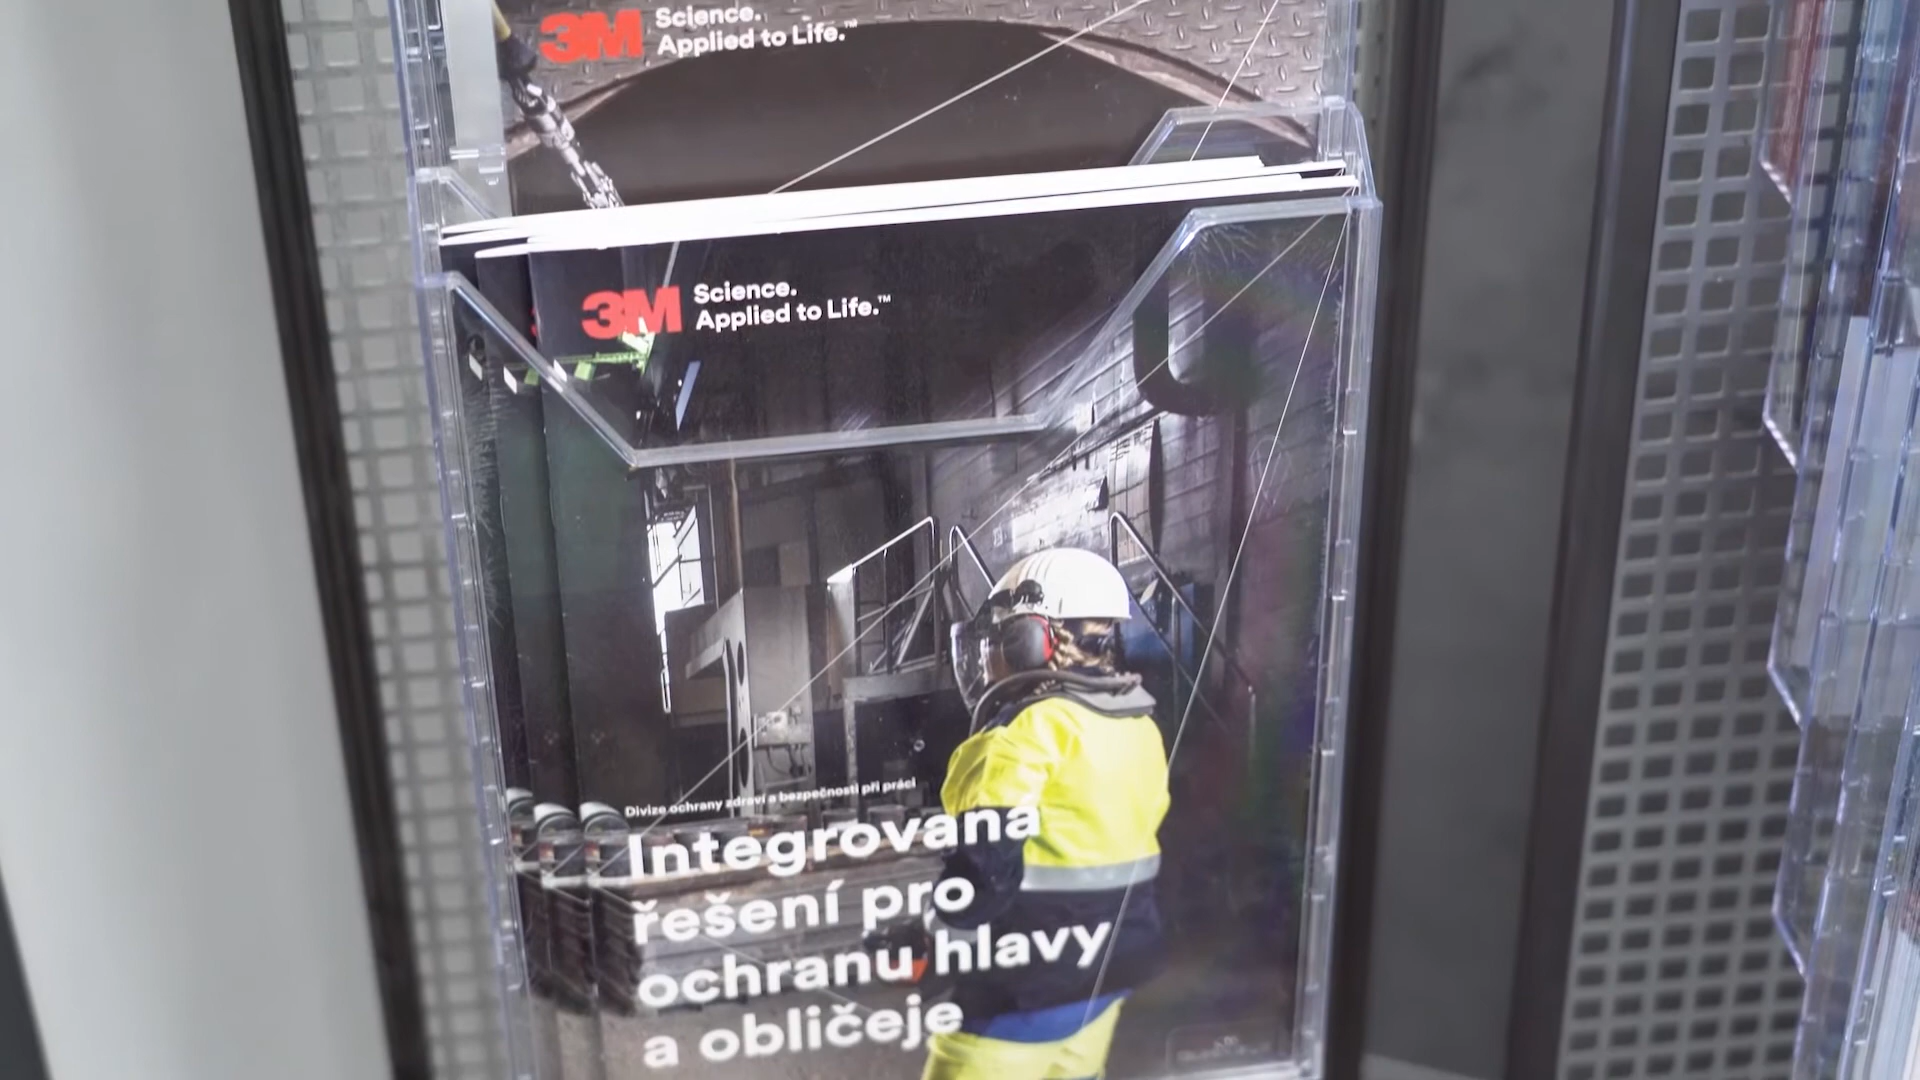 3M Science.
Applied to Life.™
3M Science.
Applied to Life.™
Divize ochrany zdraví a bezpečnosti při práci
Integrovaná
řešení pro
ochranu hlavy
a obličeje